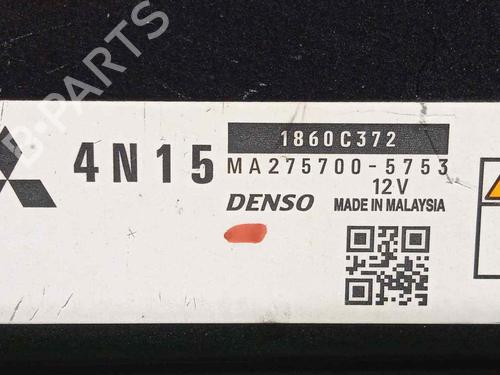 B-PARTS
4N15
1860C372
MA275700-5753
12V
DENSO
MADE IN MALAYSIA